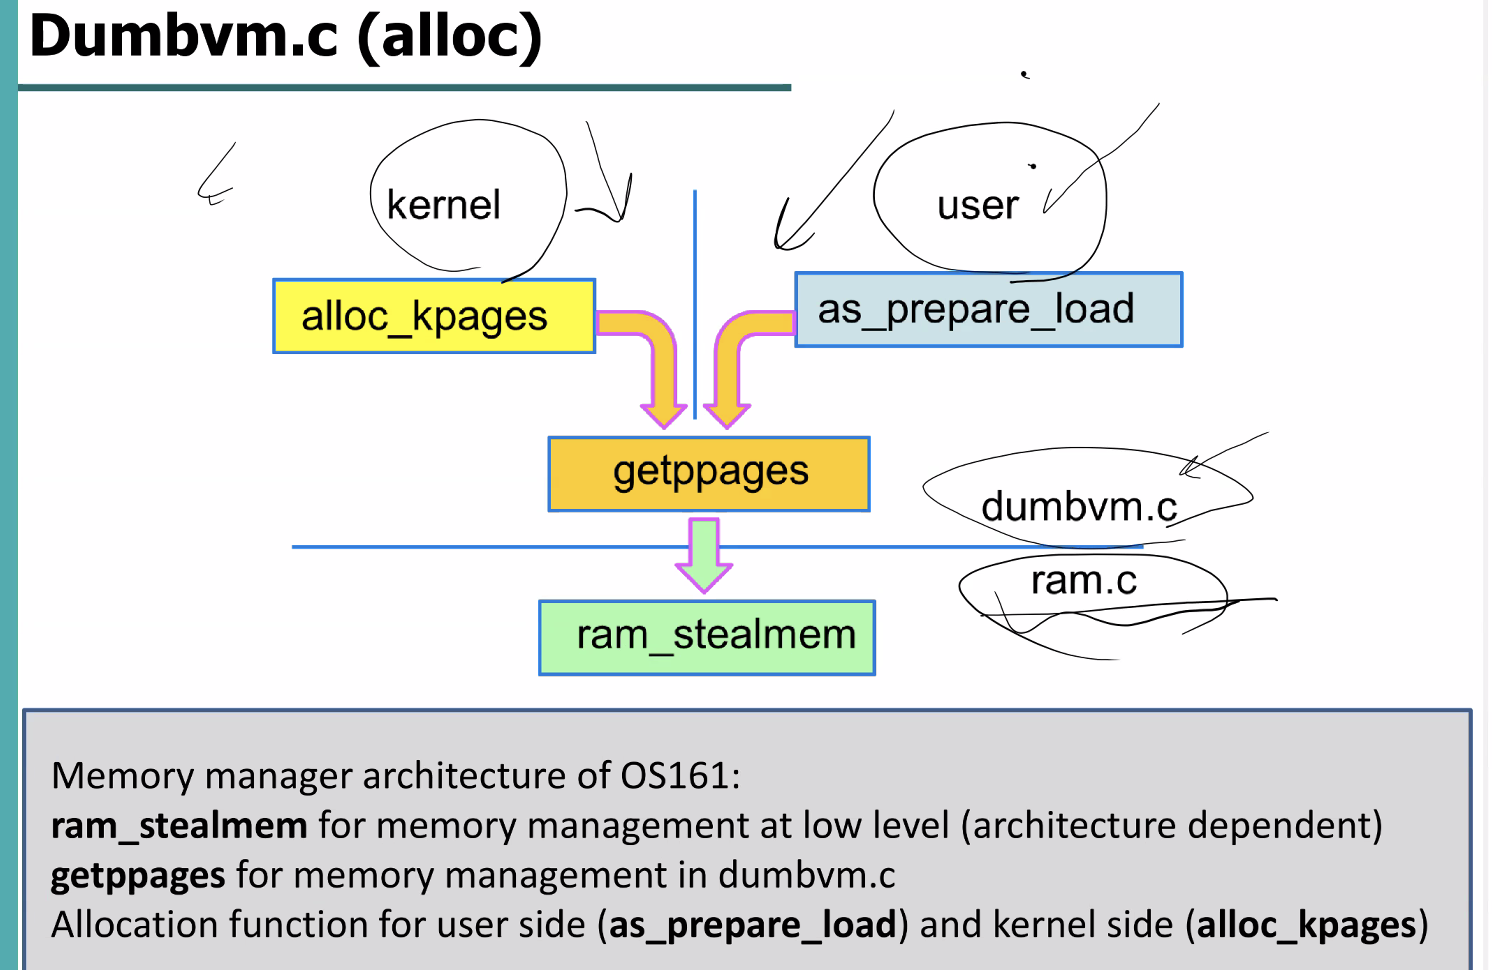 Dumbvm.c (alloc)
kernel
user
alloc_kpages
as_prepare_load
getppages
dumbvm.c
ram.c
ram_stealmem
Memory manager architecture of OS161:
ram_stealmem for memory management at low level (architecture dependent)
getppages for memory management in dumbvm.c
Allocation function for user side (as_prepare_load) and kernel side (alloc_kpages)